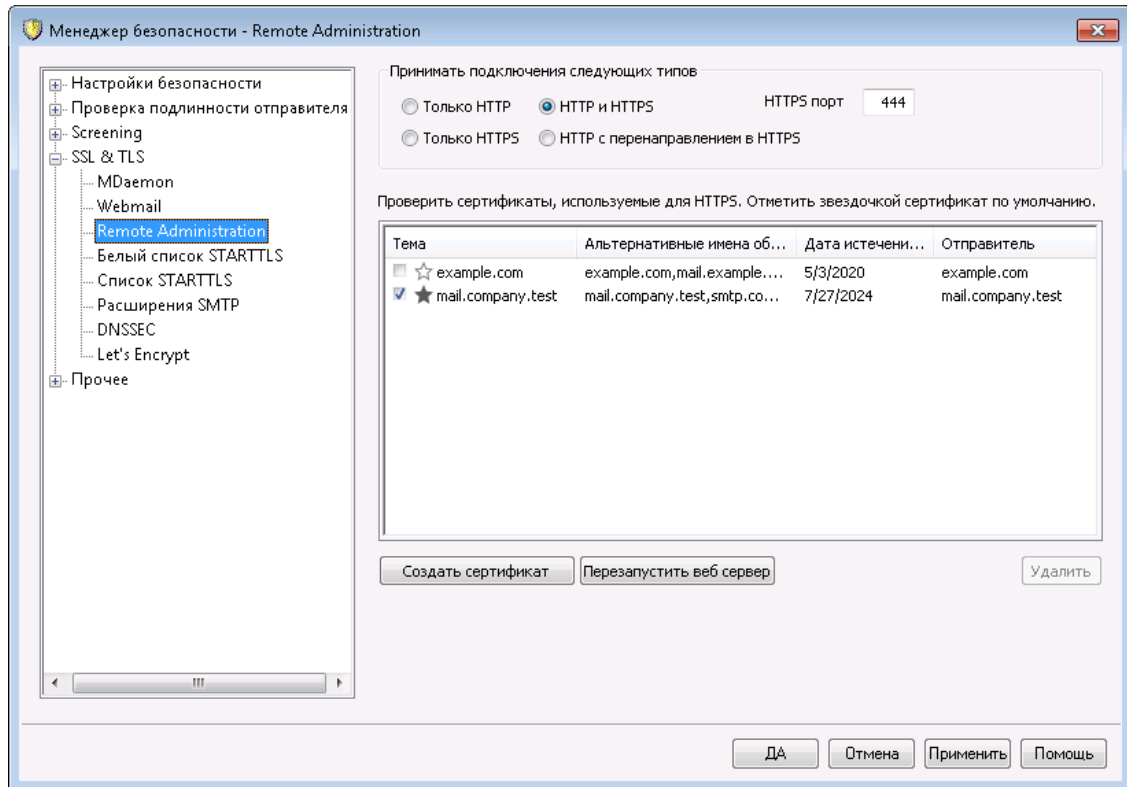 Менеджер безопасности - Remote Administration
Настройки безопасности
Проверка подлинности отправителя
Screening
SSL & TLS
MDaemon
Webmail
Remote Administration
Белый список STARTTLS
Список STARTTLS
Расширения SMTP
DNSSEC
Let's Encrypt
Прочее
Принимать подключения следующих типов
Только HTTP HTTP и HTTPS HTTPS порт 444
Только HTTPS HTTP с перенаправлением в HTTPS
Проверить сертификаты, используемые для HTTPS. Отметить звездочкой сертификат по умолчанию.
Тема Альтернативные имена об... Дата истечени... Отправитель
example.com example.com,mail.example.... 5/3/2020 example.com
mail.company.test mail.company.test,smtp.co... 7/27/2024 mail.company.test
Создать сертификат Перезапустить веб сервер Удалить
ДА Отмена Применить Помощь